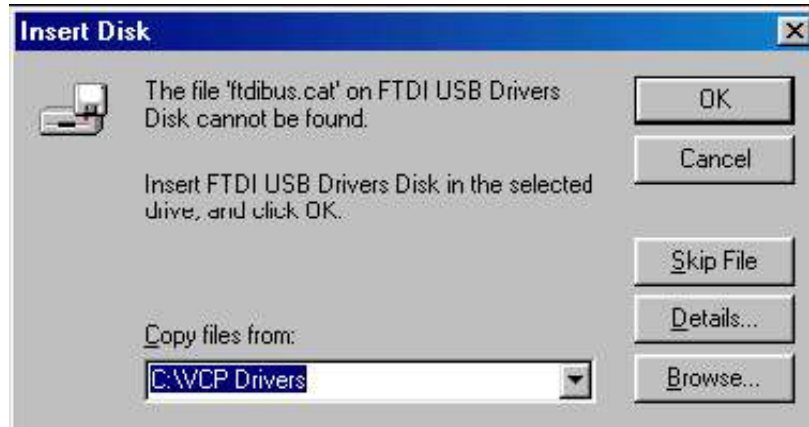 Insert Disk
The file 'ftdibus.cat' on FTDI USB Drivers
Disk cannot be found.
Insert FTDI USB Drivers Disk in the selected
drive, and click OK.
Copy files from:
C:\VCP Drivers
OK
Cancel
Skip File
Details...
Browse...